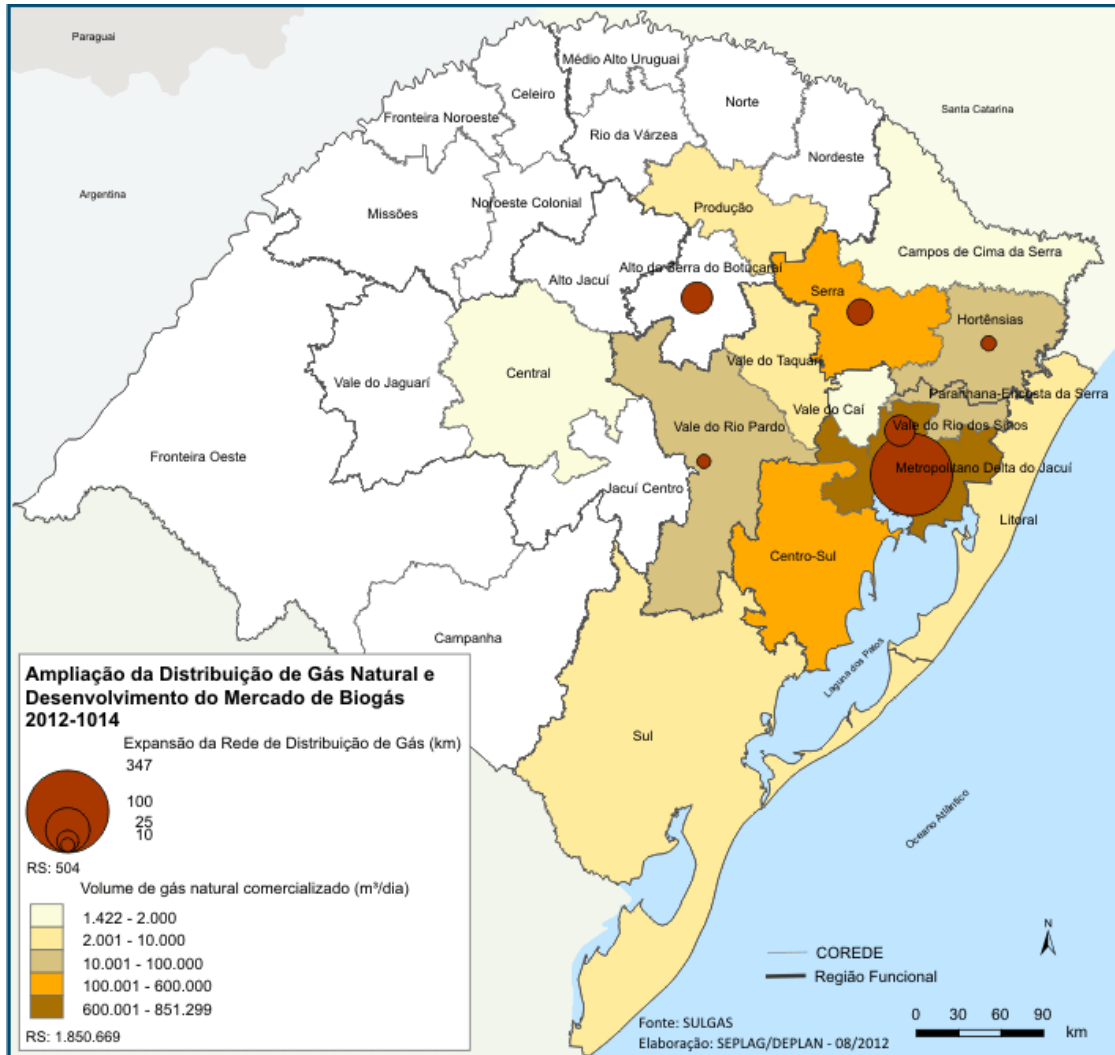 Paraguai
Médio Alto Uruguai
Celeiro
Norte
Santa Catarina
Fronteira Noroeste
Rio da Várzea
Nordeste
Argentina
Noroeste Colonial
Produção
Missões
Campos de Cima da Serra
Alto da Serra do Botucaraí
Alto Jacuí
Serra
Hortênsias
Vale do Taquari
Central
Vale do Jaguarí
Paranhana-Encosta da Serra
Vale do Caí
Vale do Rio Pardo
Vale do Rio dos Sinos
Fronteira Oeste
Metropolitano Delta do Jacuí
Jacuí Centro
Litoral
Centro-Sul
Campanha
Laguna dos Patos
Sul
Oceano Atlântico
Ampliação da Distribuição de Gás Natural e
Desenvolvimento do Mercado de Biogás
2012-1014
Expansão da Rede de Distribuição de Gás (km)
347
100
25
10
RS: 504
Volume de gás natural comercializado (m³/dia)
1.422 - 2.000
2.001 - 10.000
10.001 - 100.000
100.001 - 600.000
600.001 - 851.299
RS: 1.850.669
N
COREDE
Região Funcional
Fonte: SULGAS
Elaboração: SEPLAG/DEPLAN - 08/2012
0 30 60 90
km